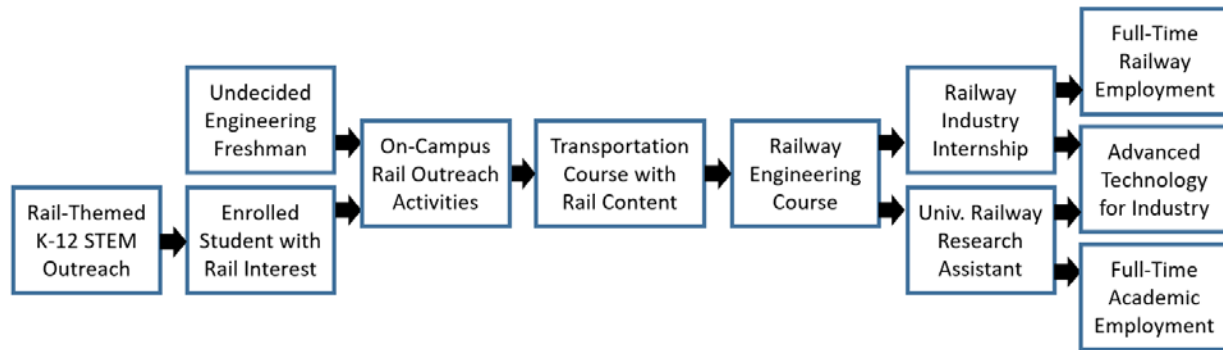 Rail-Themed
K-12 STEM
Outreach
Undecided
Engineering
Freshman
Enrolled
Student with
Rail Interest
On-Campus
Rail Outreach
Activities
Transportation
Course with
Rail Content
Railway
Engineering
Course
Railway
Industry
Internship
Univ. Railway
Research
Assistant
Full-Time
Railway
Employment
Advanced
Technology
for Industry
Full-Time
Academic
Employment